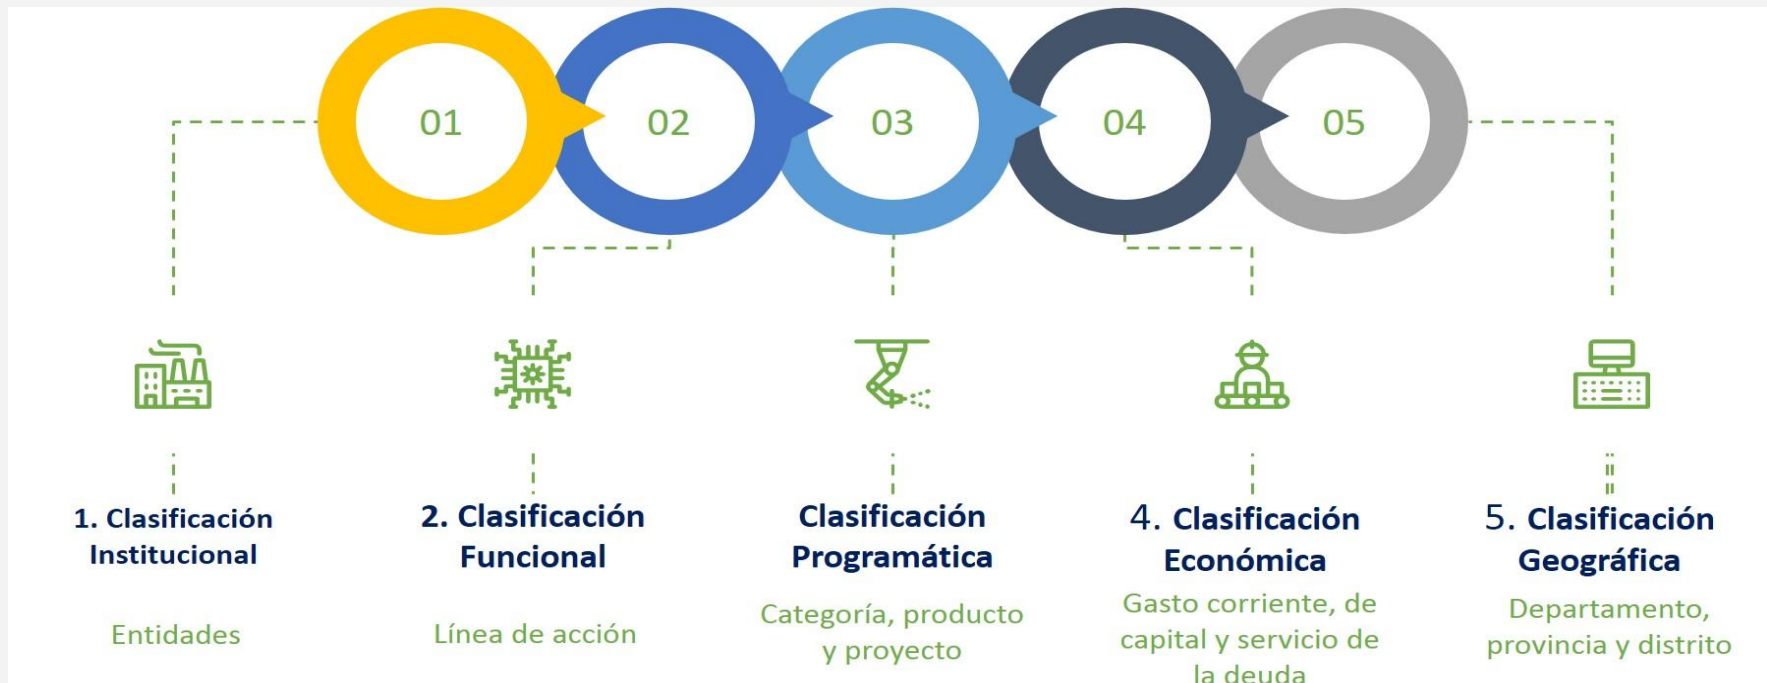 01
02
03
04
05
1. Clasificación
Institucional
Entidades
2. Clasificación
Funcional
Línea de acción
Clasificación
Programática
Categoría, producto
y proyecto
4. Clasificación
Económica
Gasto corriente, de
capital y servicio de
la deuda
5. Clasificación
Geográfica
Departamento,
provincia y distrito